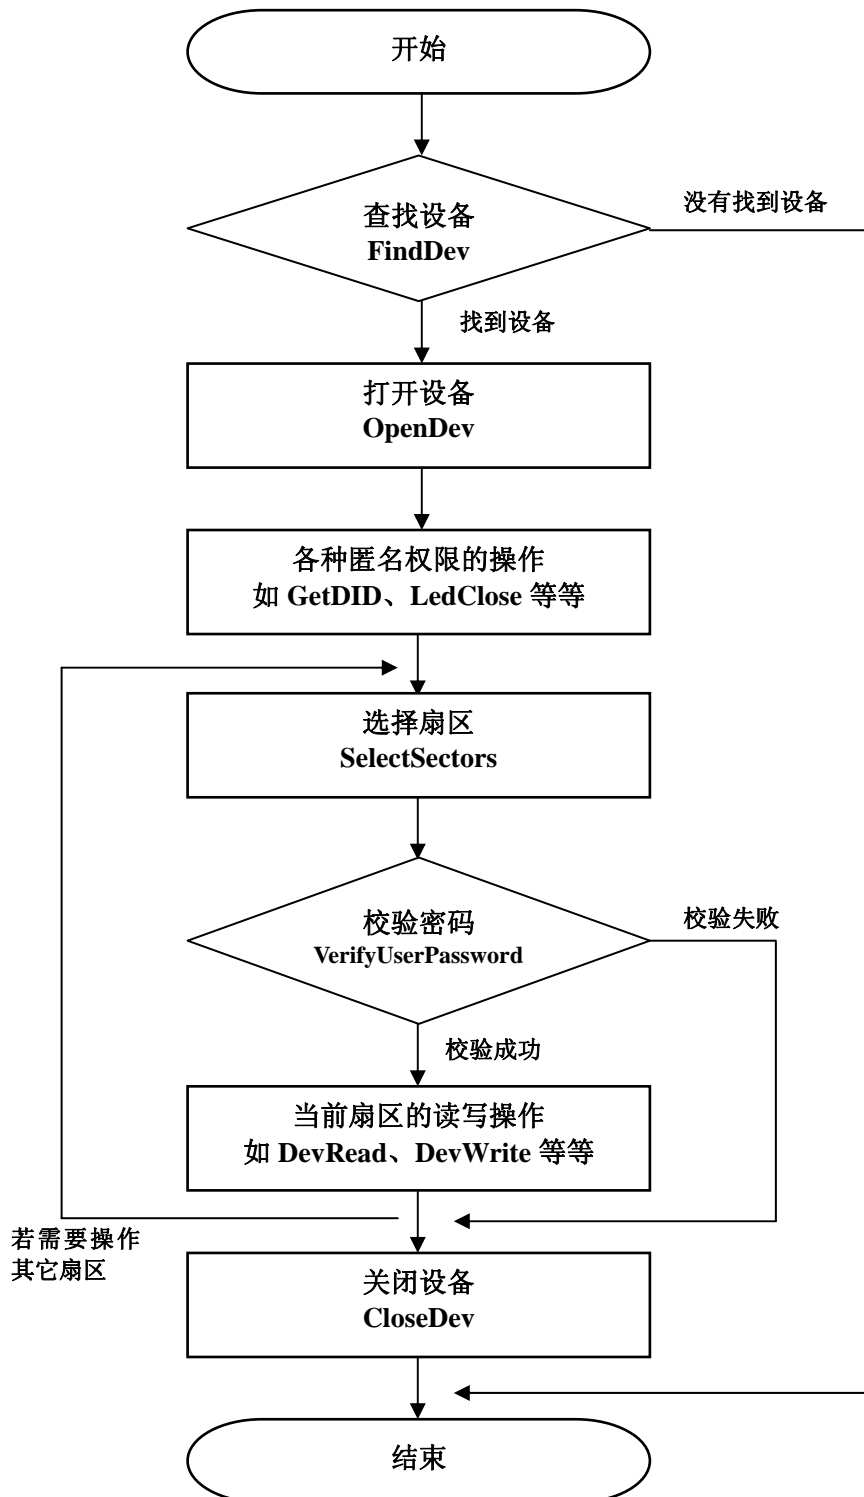 开始
查找设备
FindDev
没有找到设备
找到设备
打开设备
OpenDev
各种匿名权限的操作
如 GetDID、LedClose 等等
选择扇区
SelectSectors
校验密码
VerifyUserPassword
校验失败
校验成功
当前扇区的读写操作
如 DevRead、DevWrite 等等
若需要操作
其它扇区
关闭设备
CloseDev
结束